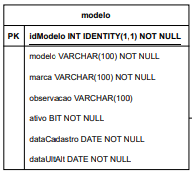 modelo
PK idModelo INT IDENTITY(1,1) NOT NULL
modelo VARCHAR(100) NOT NULL
marca VARCHAR(100) NOT NULL
observacao VARCHAR(100)
ativo BIT NOT NULL
dataCadastro DATE NOT NULL
dataUltAlt DATE NOT NULL